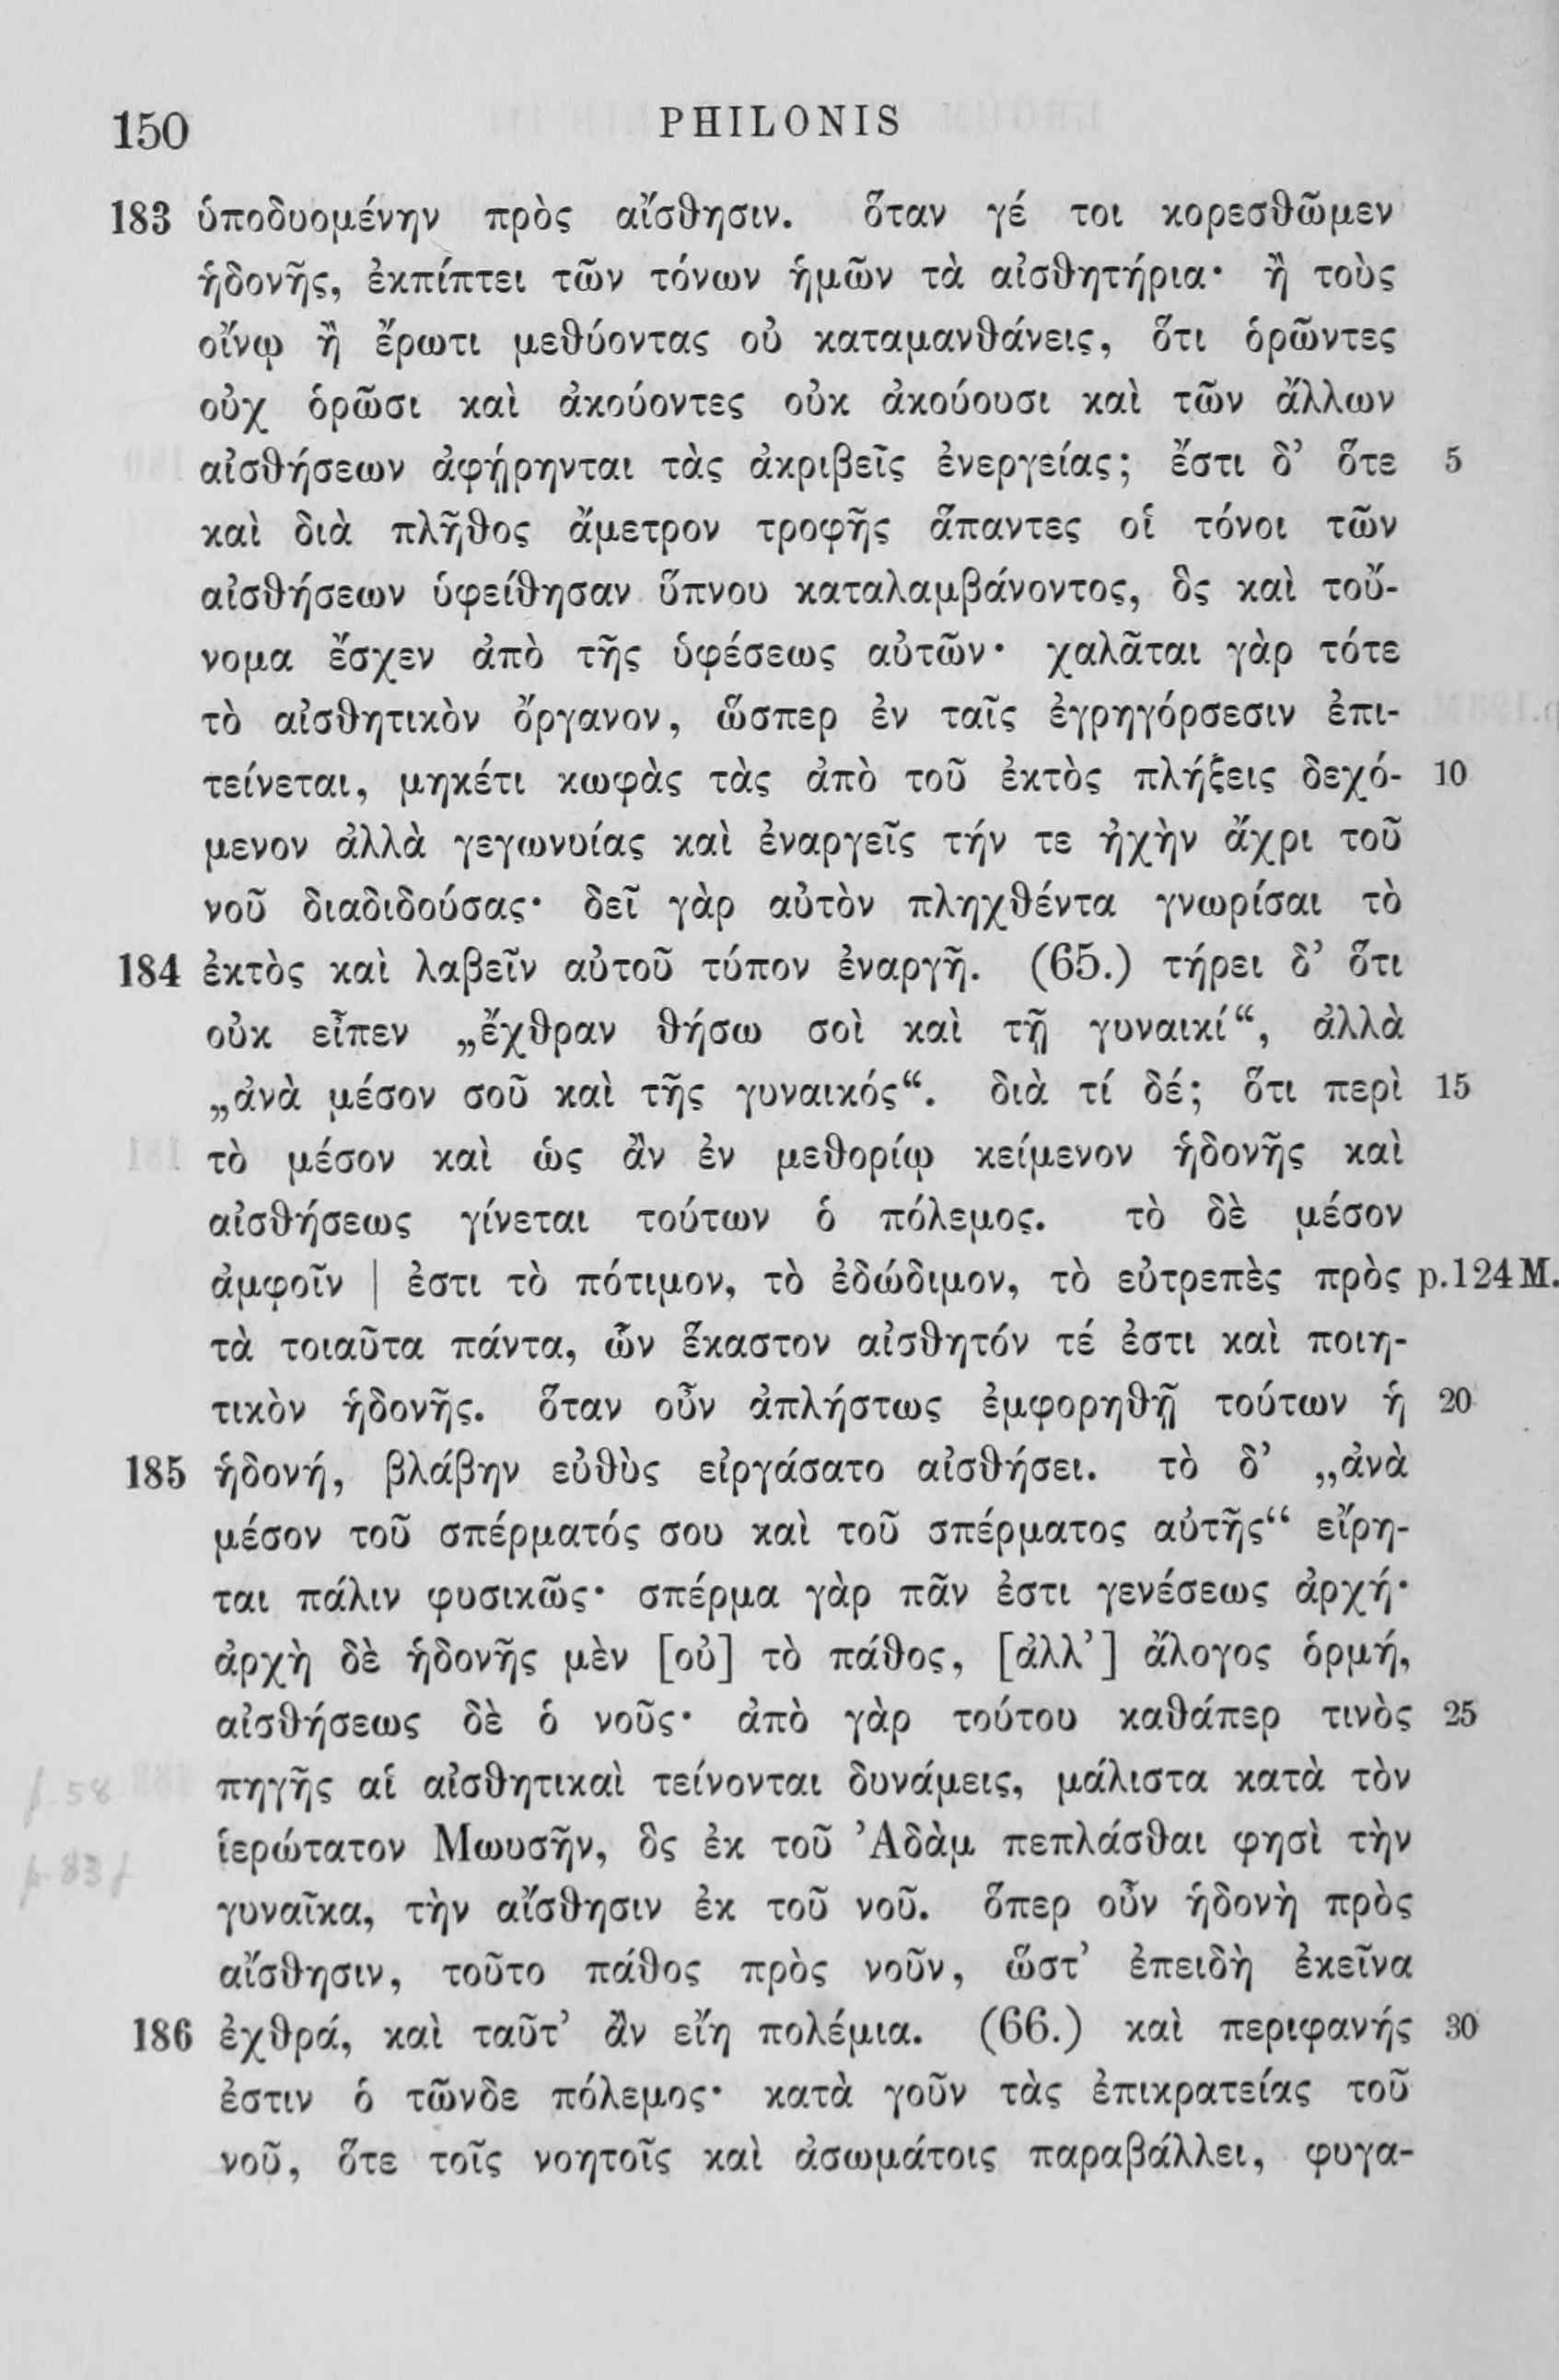 150 PHILONIS
183 ὑποδυομένην πρὸς αἴσθησιν. ὅταν γέ τοι κορεσθῶμεν
ἡδονῆς, ἐκπίπτει τῶν τόνων ἡμῶν τὰ αἰσθητήρια· ἢ τοὺς
οἴνῳ ἢ ἔρωτι μεθύοντας οὐ καταμανθάνεις, ὅτι ὁρῶντες
οὐχ ὁρῶσι καὶ ἀκούοντες οὐκ ἀκούουσι καὶ τῶν ἄλλων
αἰσθήσεων ἀφῄρηνται τὰς ἀκριβεῖς ἐνεργείας; ἔστι δ’ ὅτε 5
καὶ διὰ πλῆθος ἄμετρον τροφῆς ἅπαντες οἱ τόνοι τῶν
αἰσθήσεων ὑφείθησαν ὕπνου καταλαμβάνοντος, ὃς καὶ τοὔ-
νομα ἔσχεν ἀπὸ τῆς ὑφέσεως αὐτῶν· χαλᾶται γὰρ τότε
τὸ αἰσθητικὸν ὄργανον, ὥσπερ ἐν ταῖς ἐγρηγόρσεσιν ἐπι-
τείνεται, μηκέτι κωφὰς τὰς ἀπὸ τοῦ ἐκτὸς πλήξεις δεχό- 10
μενον ἀλλὰ γεγωνυίας καὶ ἐναργεῖς τήν τε ἠχὴν ἄχρι τοῦ
νοῦ διαδιδούσας· δεῖ γὰρ αὐτὸν πληχθέντα γνωρίσαι τὸ
184 ἐκτὸς καὶ λαβεῖν αὐτοῦ τύπον ἐναργῆ. (65.) τήρει δ’ ὅτι
οὐκ εἶπεν „ἔχθραν θήσω σοὶ καὶ τῇ γυναικί“, ἀλλὰ
„ἀνὰ μέσον σοῦ καὶ τῆς γυναικός“. διὰ τί δέ; ὅτι περὶ 15
τὸ μέσον καὶ ὡς ἂν ἐν μεθορίῳ κείμενον ἡδονῆς καὶ
αἰσθήσεως γίνεται τούτων ὁ πόλεμος. τὸ δὲ μέσον
ἀμφοῖν | ἐστι τὸ πότιμον, τὸ ἐδώδιμον, τὸ εὐτρεπὲς πρὸς p.124M.
τὰ τοιαῦτα πάντα, ὧν ἕκαστον αἰσθητόν τέ ἐστι καὶ ποιη-
τικὸν ἡδονῆς. ὅταν οὖν ἀπλήστως ἐμφορηθῇ τούτων ἡ 20
185 ἡδονή, βλάβην εὐθὺς εἰργάσατο αἰσθήσει. τὸ δ’ „ἀνὰ
μέσον τοῦ σπέρματός σου καὶ τοῦ σπέρματος αὐτῆς“ εἴρη-
ται πάλιν φυσικῶς· σπέρμα γὰρ πᾶν ἐστι γενέσεως ἀρχή·
ἀρχὴ δὲ ἡδονῆς μὲν [οὐ] τὸ πάθος, [ἀλλ’] ἄλογος ὁρμή,
αἰσθήσεως δὲ ὁ νοῦς· ἀπὸ γὰρ τούτου καθάπερ τινὸς 25
πηγῆς αἱ αἰσθητικαὶ τείνονται δυνάμεις, μάλιστα κατὰ τὸν
ἱερώτατον Μωυσῆν, ὃς ἐκ τοῦ Ἀδὰμ πεπλάσθαι φησὶ τὴν
γυναῖκα, τὴν αἴσθησιν ἐκ τοῦ νοῦ. ὅπερ οὖν ἡδονὴ πρὸς
αἴσθησιν, τοῦτο πάθος πρὸς νοῦν, ὥστ’ ἐπειδὴ ἐκεῖνα
186 ἐχθρά, καὶ ταῦτ’ ἂν εἴη πολέμια. (66.) καὶ περιφανής 30
ἐστιν ὁ τῶνδε πόλεμος· κατὰ γοῦν τὰς ἐπικρατείας τοῦ
νοῦ, ὅτε τοῖς νοητοῖς καὶ ἀσωμάτοις παραβάλλει, φυγα-